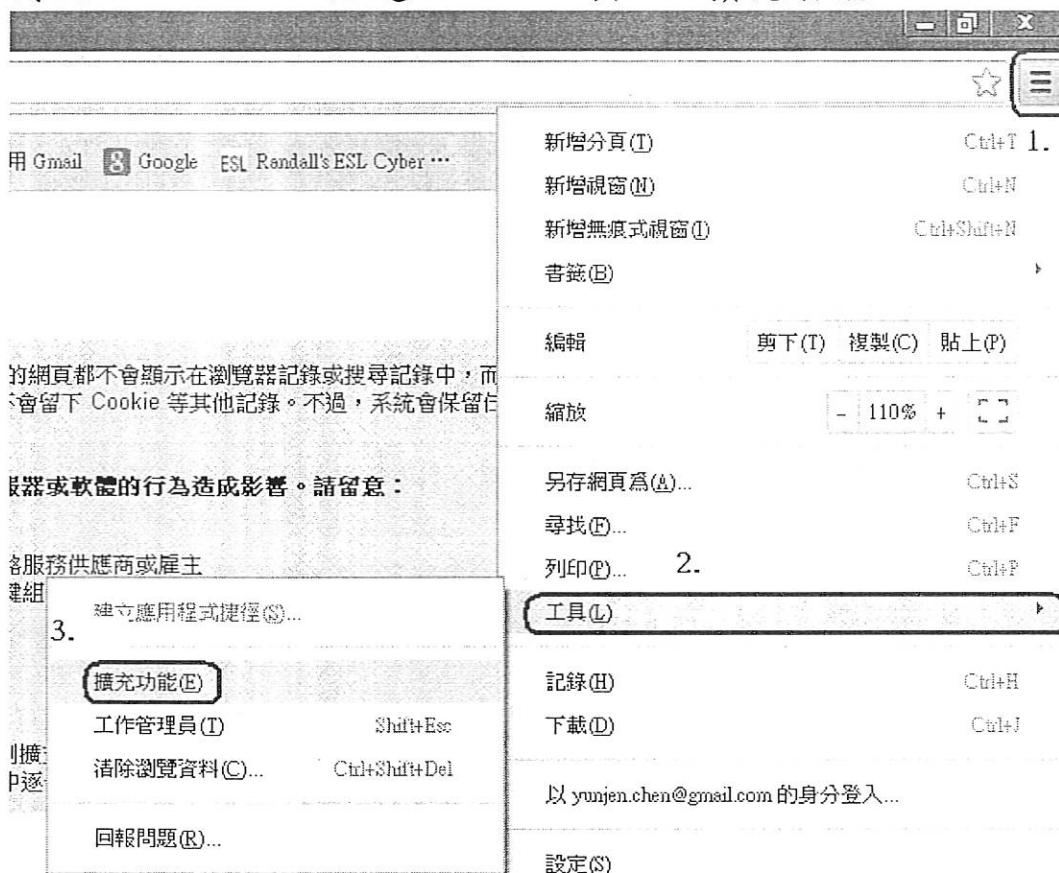 用 Gmail Google ESL Randall's ESL Cyber ⋯
1.
新增分頁(T) Ctrl+T
新增視窗(N) Ctrl+N
新增無痕式視窗(I) Ctrl+Shift+N
書籤(B)
編輯 剪下(T) 複製(C) 貼上(P)
縮放 - 110% +
另存網頁為(A)... Ctrl+S
尋找(F)... Ctrl+F
列印(P)... Ctrl+P
2.
工具(L)
記錄(H) Ctrl+H
下載(D) Ctrl+J
以 yunjen.chen@gmail.com 的身分登入...
設定(S)
的網頁都不會顯示在瀏覽器記錄或搜尋記錄中，而
不會留下 Cookie 等其他記錄。不過，系統會保留
服器或軟體的行為造成影響。請留意：
路服務供應商或雇主
鍵組
3.
建立應用程式捷徑(S)...
擴充功能(E)
工作管理員(T) Shift+Esc
清除瀏覽資料(C)... Ctrl+Shift+Del
回報問題(R)...
中逐